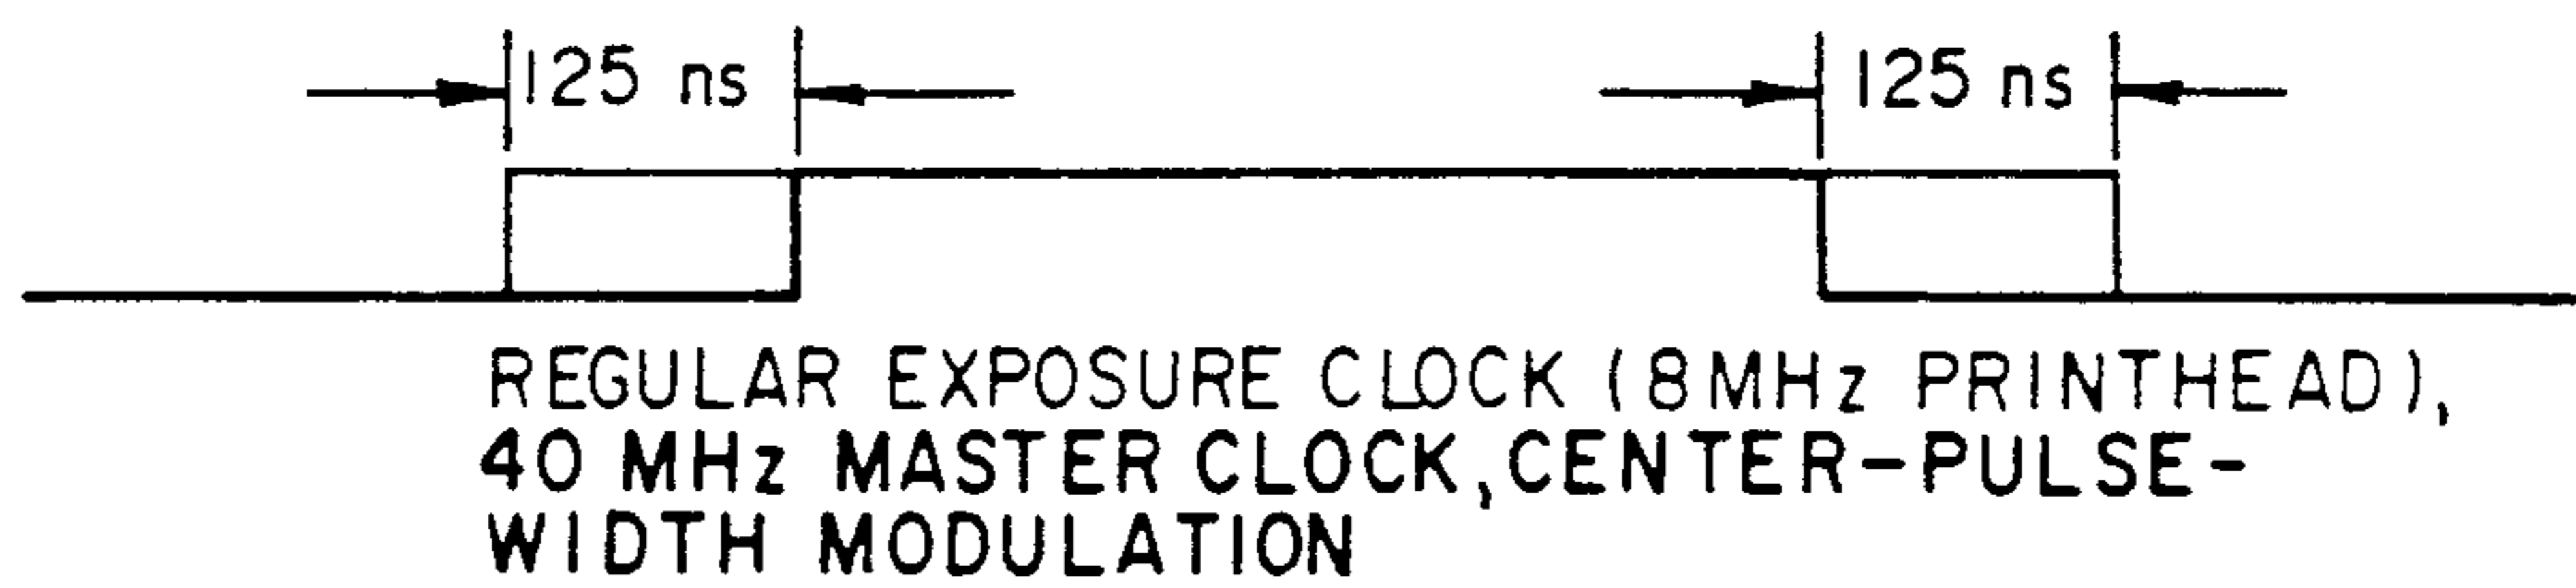 125 ns 125 ns
REGULAR EXPOSURE CLOCK (8MHz PRINTHEAD),
40 MHz MASTER CLOCK, CENTER-PULSE-
WIDTH MODULATION